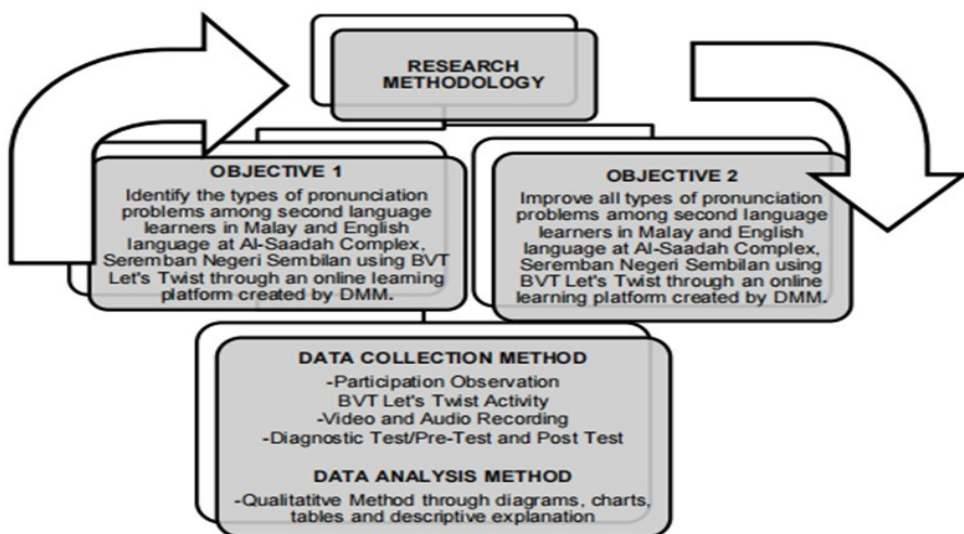 RESEARCH
METHODOLOGY
OBJECTIVE 1
Identify the types of pronunciation
problems among second language
learners in Malay and English
language at Al-Saadah Complex,
Seremban Negeri Sembilan using BVT
Let's Twist through an online learning
platform created by DMM.
OBJECTIVE 2
Improve all types of pronunciation
problems among second language
learners in Malay and English
language at Al-Saadah Complex,
Seremban Negeri Sembilan using
BVT Let's Twist through an online
learning platform created by DMM.
DATA COLLECTION METHOD
-Participation Observation
BVT Let's Twist Activity
-Video and Audio Recording
-Diagnostic Test/Pre-Test and Post Test
DATA ANALYSIS METHOD
-Qualitatitve Method through diagrams, charts,
tables and descriptive explanation